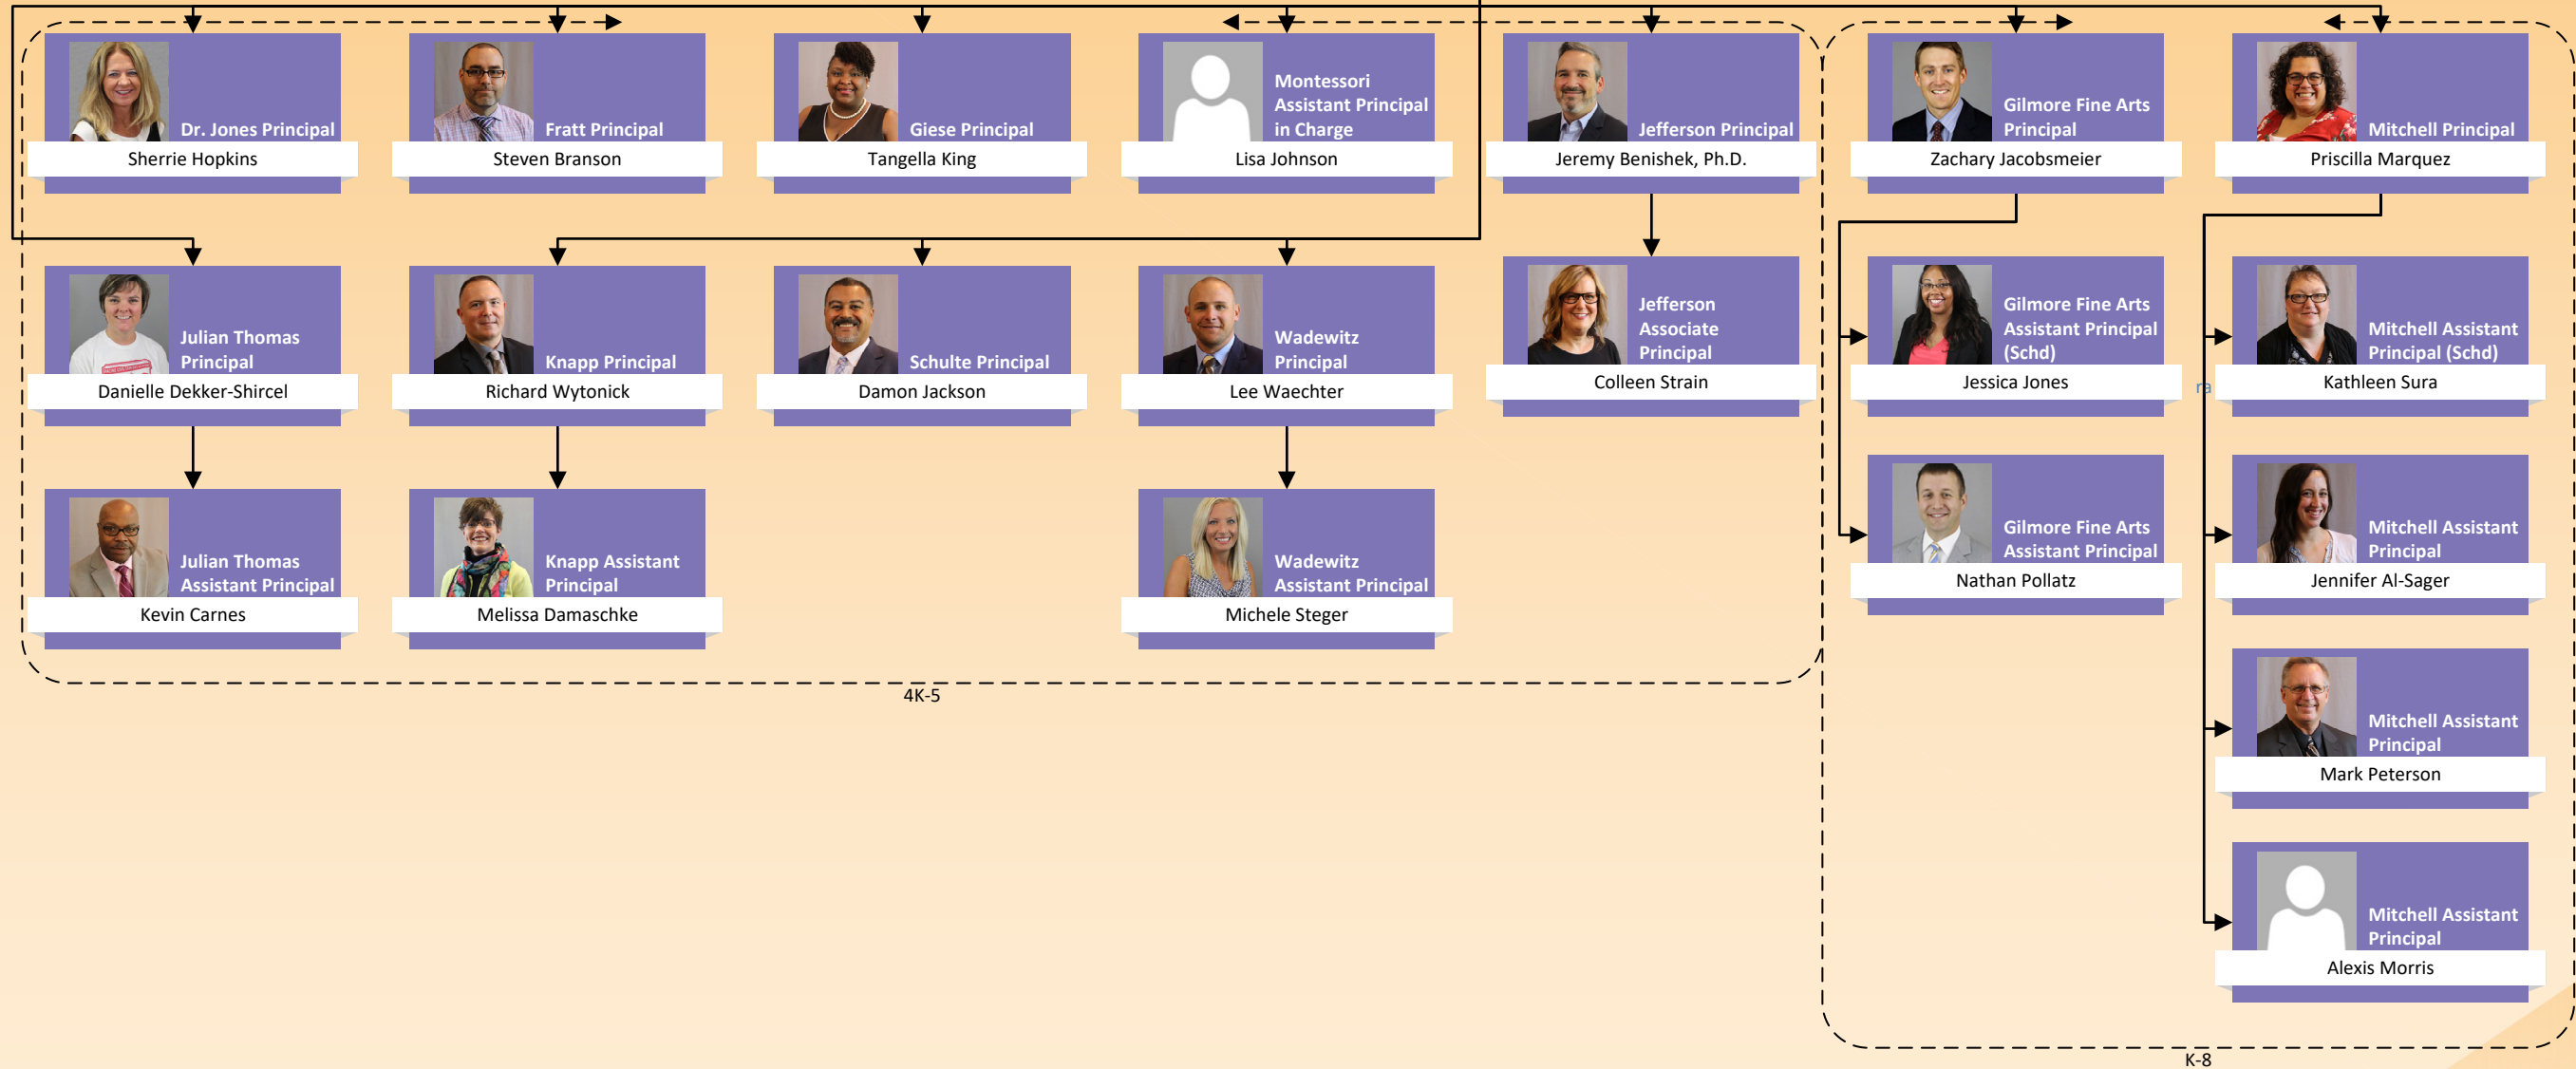 Dr. Jones Principal
Sherrie Hopkins
Fratt Principal
Steven Branson
Giese Principal
Tangella King
Montessori
Assistant Principal
in Charge
Lisa Johnson
Jefferson Principal
Jeremy Benishek, Ph.D.
Gilmore Fine Arts
Principal
Zachary Jacobsmeier
Mitchell Principal
Priscilla Marquez
Julian Thomas
Principal
Danielle Dekker-Shircel
Knapp Principal
Richard Wytonick
Schulte Principal
Damon Jackson
Wadewitz
Principal
Lee Waechter
Jefferson
Associate
Principal
Colleen Strain
Gilmore Fine Arts
Assistant Principal
(Schd)
Jessica Jones
ra
Mitchell Assistant
Principal (Schd)
Kathleen Sura
Julian Thomas
Assistant Principal
Kevin Carnes
Knapp Assistant
Principal
Melissa Damaschke
Wadewitz
Assistant Principal
Michele Steger
Gilmore Fine Arts
Assistant Principal
Nathan Pollatz
Mitchell Assistant
Principal
Jennifer Al-Sager
Mitchell Assistant
Principal
Mark Peterson
Mitchell Assistant
Principal
Alexis Morris
4K-5
K-8